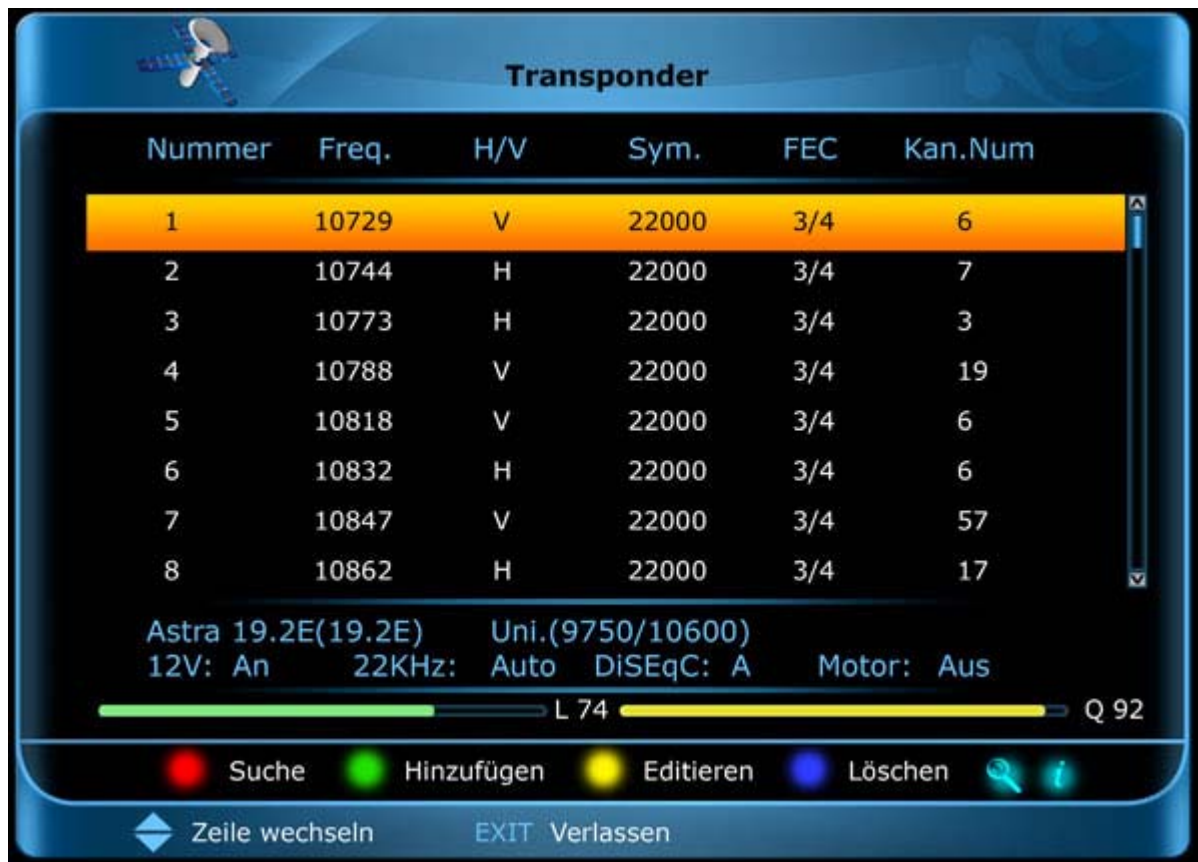 Transponder
Nummer Freq. H/V Sym. FEC Kan.Num
1 10729 V 22000 3/4 6
2 10744 H 22000 3/4 7
3 10773 H 22000 3/4 3
4 10788 V 22000 3/4 19
5 10818 V 22000 3/4 6
6 10832 H 22000 3/4 6
7 10847 V 22000 3/4 57
8 10862 H 22000 3/4 17
Astra 19.2E(19.2E) Uni.(9750/10600)
12V: An 22KHz: Auto DiSEqC: A Motor: Aus
L 74 Q 92
Suche Hinzufügen Editieren Löschen i
Zeile wechseln EXIT Verlassen